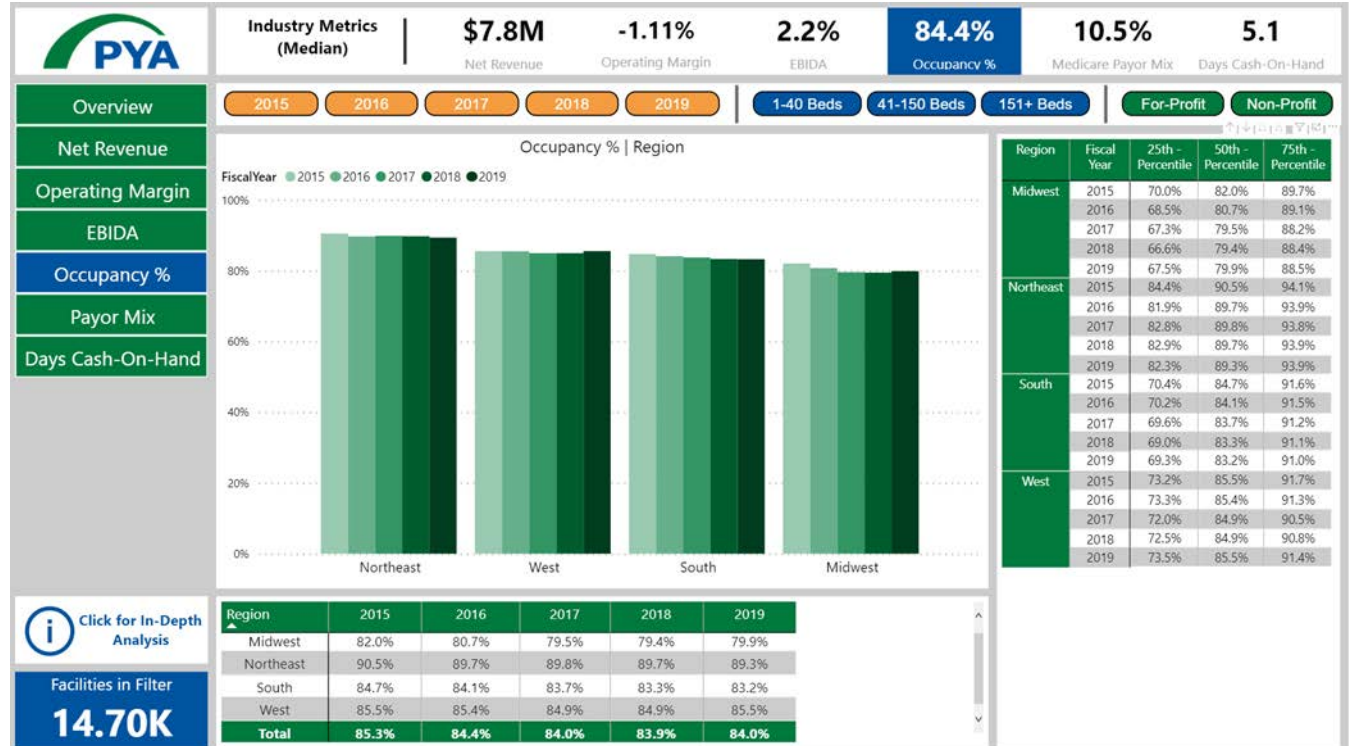 PYA
Industry Metrics
(Median)
$7.8M
Net Revenue
-1.11%
Operating Margin
2.2%
EBIDA
84.4%
Occupancy %
10.5%
Medicare Payor Mix
5.1
Days Cash-On-Hand
Overview
Net Revenue
Operating Margin
EBIDA
Occupancy %
Payor Mix
Days Cash-On-Hand
2015 2016 2017 2018 2019
1-40 Beds 41-150 Beds 151+ Beds
For-Profit Non-Profit
Occupancy % | Region
FiscalYear 2015 2016 2017 2018 2019
100%
80%
60%
40%
20%
0%
Northeast West South Midwest
Region Fiscal Year 25th - Percentile 50th - Percentile 75th - Percentile
Midwest 2015 70.0% 82.0% 89.7%
2016 68.5% 80.7% 89.1%
2017 67.3% 79.5% 88.2%
2018 66.6% 79.4% 88.4%
2019 67.5% 79.9% 88.5%
Northeast 2015 84.4% 90.5% 94.1%
2016 81.9% 89.7% 93.9%
2017 82.8% 89.8% 93.8%
2018 82.9% 89.7% 93.9%
2019 82.3% 89.3% 93.9%
South 2015 70.4% 84.7% 91.6%
2016 70.2% 84.1% 91.5%
2017 69.6% 83.7% 91.2%
2018 69.0% 83.3% 91.1%
2019 69.3% 83.2% 91.0%
West 2015 73.2% 85.5% 91.7%
2016 73.3% 85.4% 91.3%
2017 72.0% 84.9% 90.5%
2018 72.5% 84.9% 90.8%
2019 73.5% 85.5% 91.4%
Click for In-Depth
Analysis
Facilities in Filter
14.70K
Region 2015 2016 2017 2018 2019
Midwest 82.0% 80.7% 79.5% 79.4% 79.9%
Northeast 90.5% 89.7% 89.8% 89.7% 89.3%
South 84.7% 84.1% 83.7% 83.3% 83.2%
West 85.5% 85.4% 84.9% 84.9% 85.5%
Total 85.3% 84.4% 84.0% 83.9% 84.0%